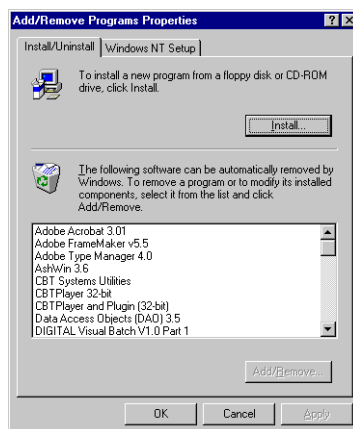 Add/Remove Programs Properties
Install/Uninstall Windows NT Setup
To install a new program from a floppy disk or CD-ROM
drive, click Install.
Install...
The following software can be automatically removed by
Windows. To remove a program or to modify its installed
components, select it from the list and click
Add/Remove.
Adobe Acrobat 3.01
Adobe FrameMaker v5.5
Adobe Type Manager 4.0
AshWin 3.6
CBT Systems Utilities
CBTPlayer 32-bit
CBTPlayer and Plugin (32-bit)
Data Access Objects (DAO) 3.5
DIGITAL Visual Batch V1.0 Part 1
Add/Remove...
OK Cancel Apply